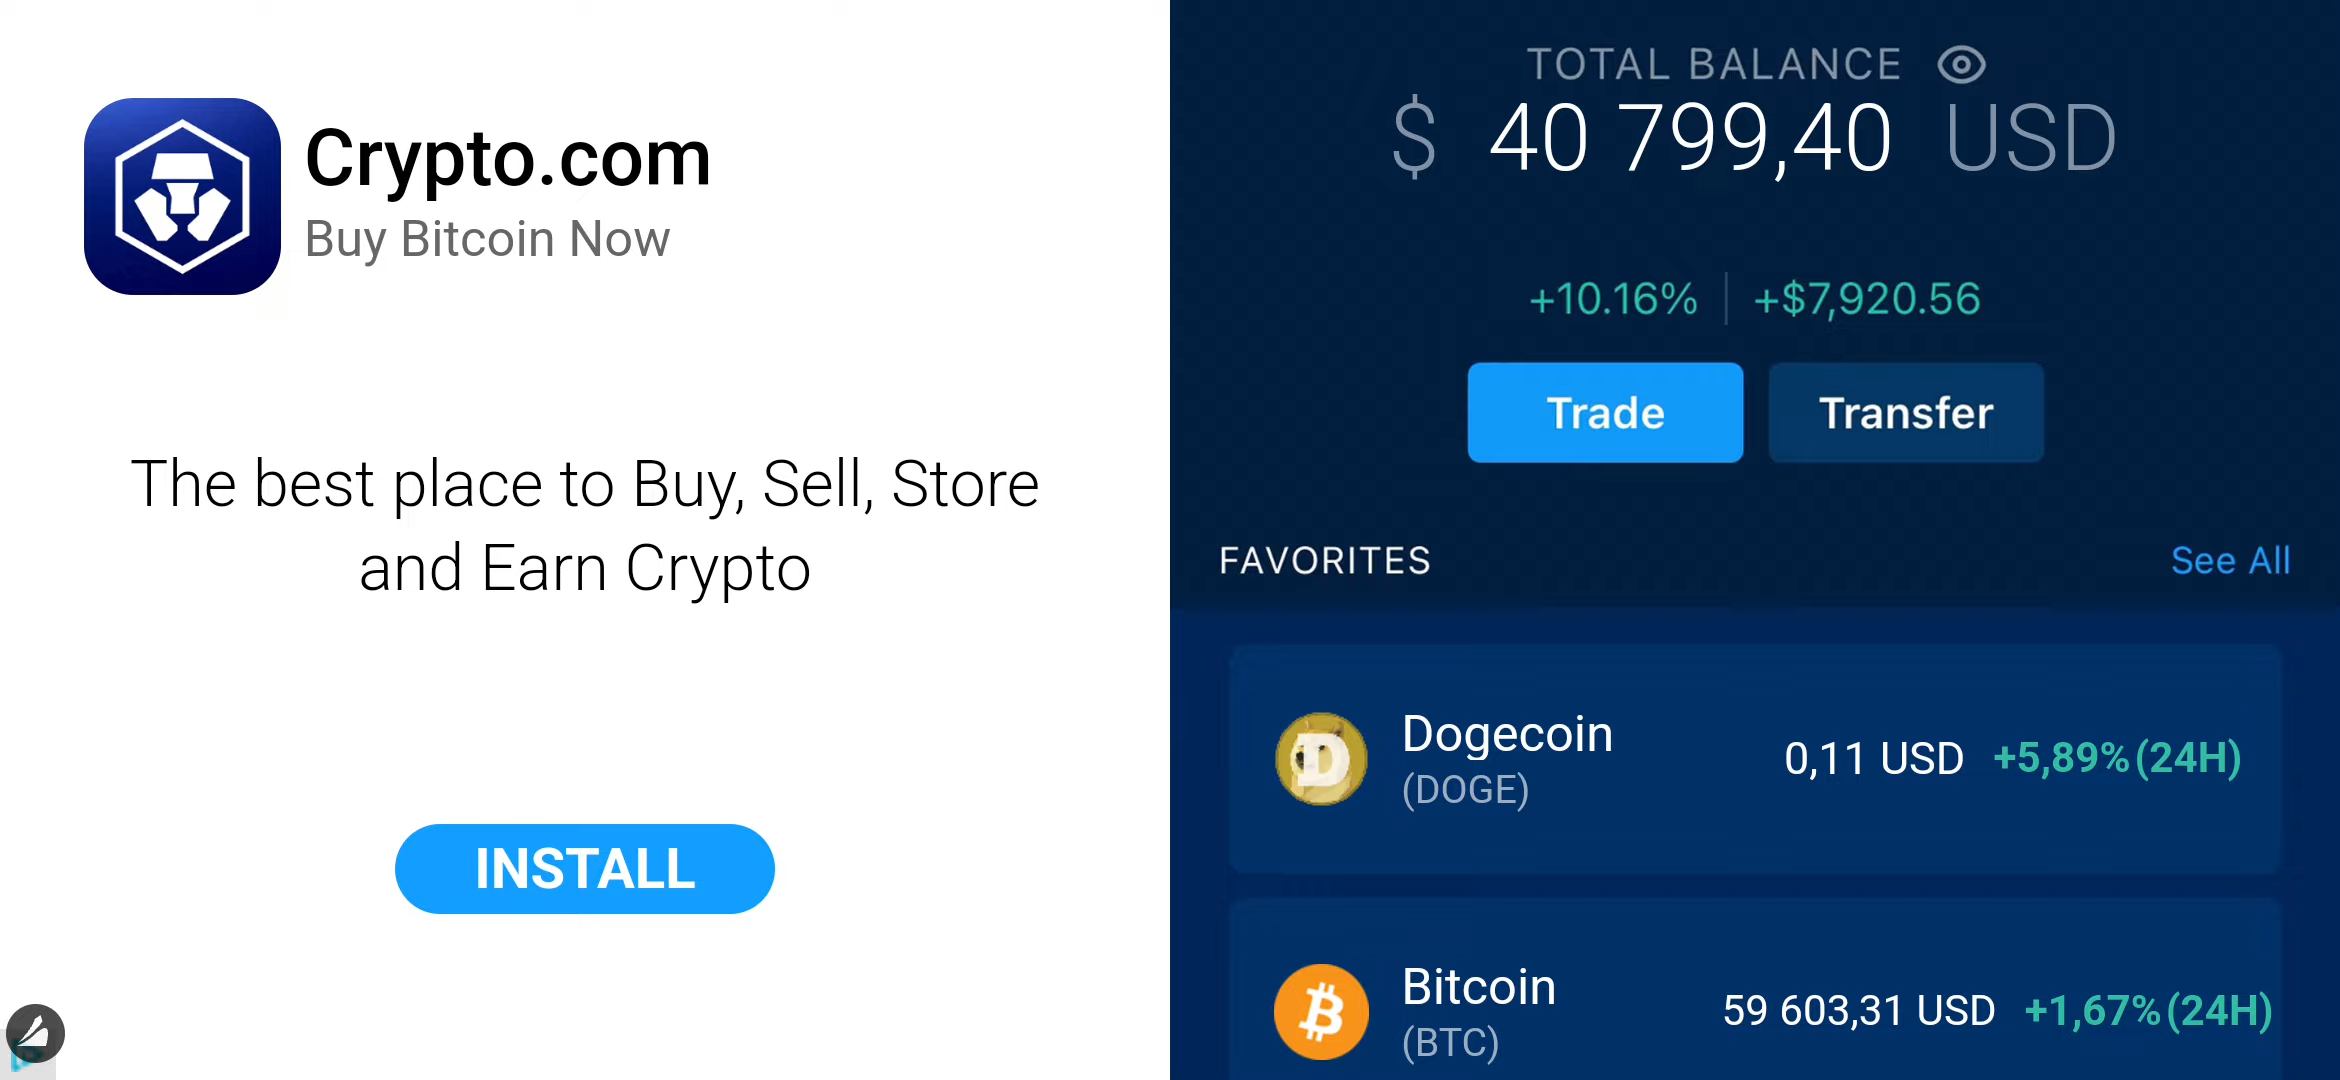 Crypto.com
Buy Bitcoin Now
The best place to Buy, Sell, Store
and Earn Crypto
INSTALL
TOTAL BALANCE
$ 40 799,40 USD
+10.16% +$7,920.56
Trade Transfer
FAVORITES See All
Dogecoin
(DOGE)
0,11 USD +5,89% (24H)
Bitcoin
(BTC)
59 603,31 USD +1,67% (24H)